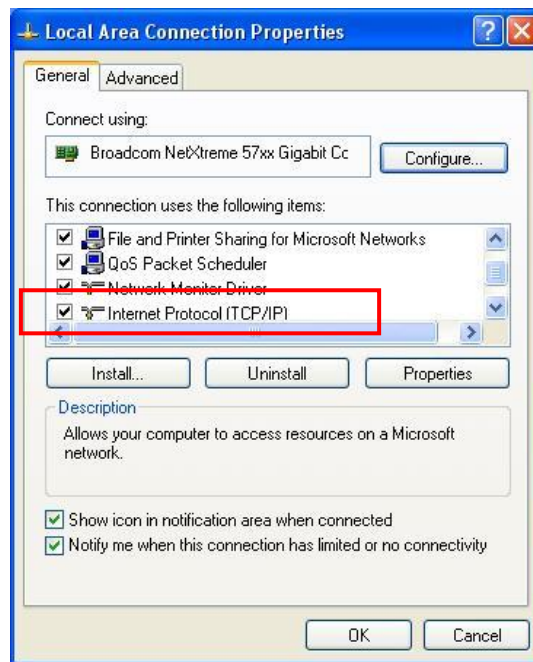 Local Area Connection Properties
General Advanced
Connect using:
Broadcom NetXtreme 57xx Gigabit Cc
Configure...
This connection uses the following items:
File and Printer Sharing for Microsoft Networks
QoS Packet Scheduler
Network Monitor Driver
Internet Protocol (TCP/IP)
Install... Uninstall Properties
Description
Allows your computer to access resources on a Microsoft
network.
Show icon in notification area when connected
Notify me when this connection has limited or no connectivity
OK Cancel